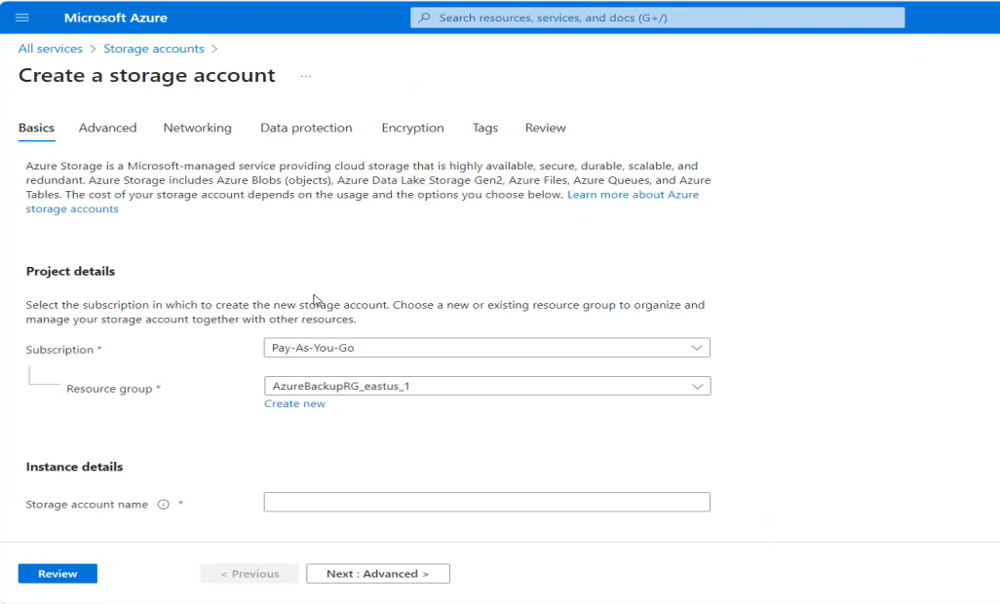 Microsoft Azure
Search resources, services, and docs (G+/)
All services > Storage accounts >
Create a storage account ...
Basics Advanced Networking Data protection Encryption Tags Review
Azure Storage is a Microsoft-managed service providing cloud storage that is highly available, secure, durable, scalable, and
redundant. Azure Storage includes Azure Blobs (objects), Azure Data Lake Storage Gen2, Azure Files, Azure Queues, and Azure
Tables. The cost of your storage account depends on the usage and the options you choose below. Learn more about Azure
storage accounts
Project details
Select the subscription in which to create the new storage account. Choose a new or existing resource group to organize and
manage your storage account together with other resources.
Subscription * Pay-As-You-Go
Resource group * AzureBackupRG_eastus_1
Create new
Instance details
Storage account name *
Review < Previous Next : Advanced >